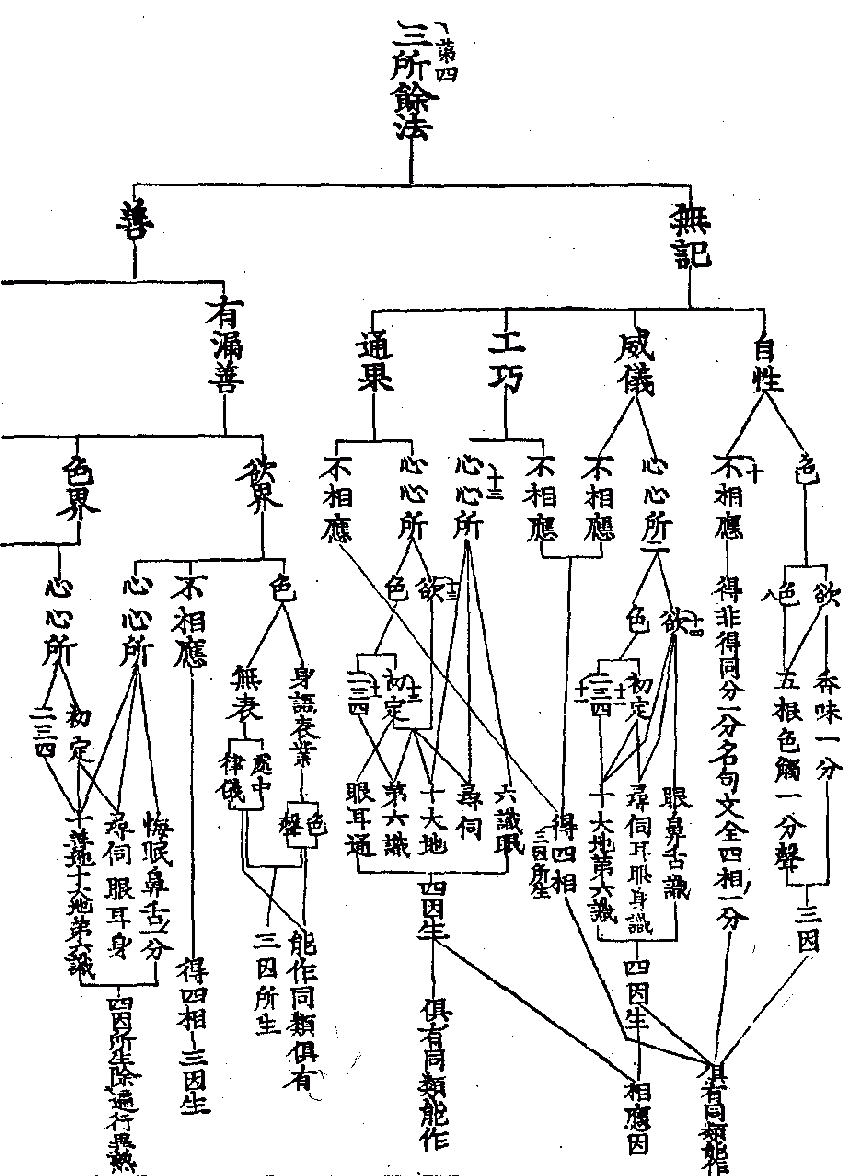 第四
三所餘法
無記
善
自性
威儀
工巧
通果
有漏善
色
不相應
十
心心所二
不相應
不相應
心心所
十三
心心所
不相應
欲界
色界
欲
色
八
得非得同分一分名句文全四相一分
欲
十四
色
欲
十三
色
色
不相應
心心所
心心所
香味一分
五根色觸一分聲
初定
十二
二三四
十一
初定
十二
二三四
十一
身語表業
無表
初定
二三四
處中
律儀
眼鼻舌識
尋伺耳眼身識
十大地第六識
得四相
三因所生
六識眠
尋伺
十大地
第六識
眼耳通
色
聲
悔眠鼻舌一分
尋伺眼耳身
十善地十大地第六識
三因
四因生
四因生
能作同類俱有
三因所生
得四相
三因生
四因所生除遍行異熟
俱有同類能作
相應因
俱有同類能作